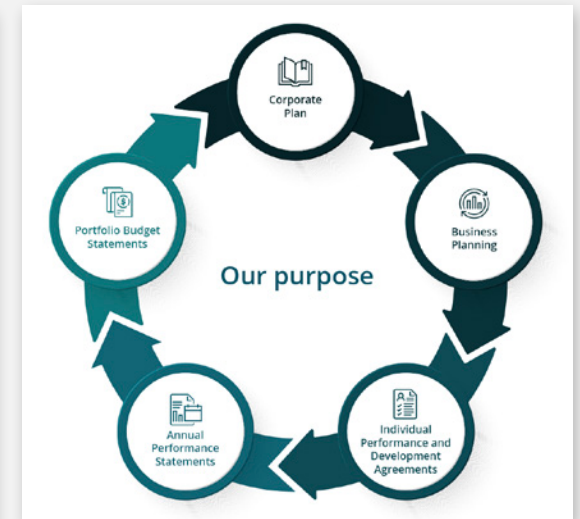 Corporate
Plan
Business
Planning
Individual
Performance and
Development
Agreements
Annual
Performance
Statements
Portfolio Budget
Statements
Our purpose